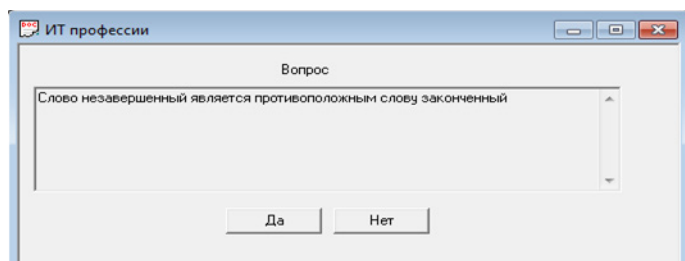 ИТ профессии
Вопрос
Слово незавершенный является противоположным слову законченный
Да Нет